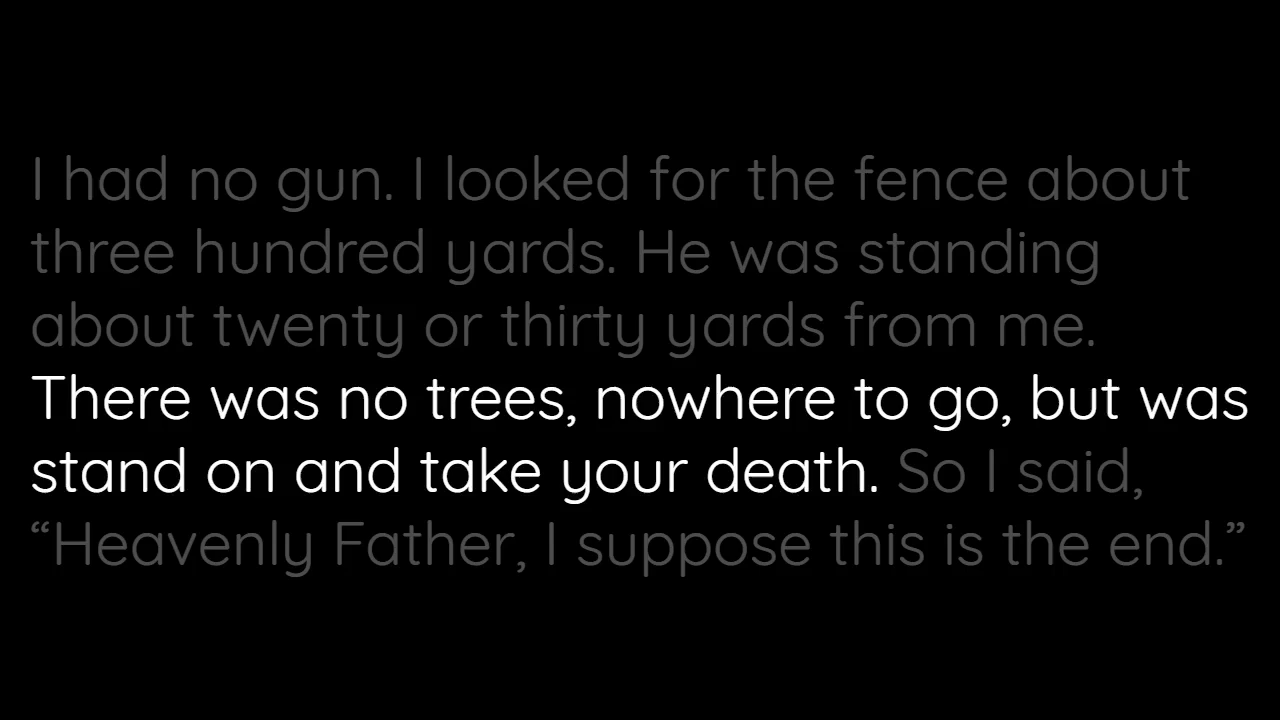 I had no gun. I looked for the fence about
three hundred yards. He was standing
about twenty or thirty yards from me.
There was no trees, nowhere to go, but was
stand on and take your death. So I said,
“Heavenly Father, I suppose this is the end.”